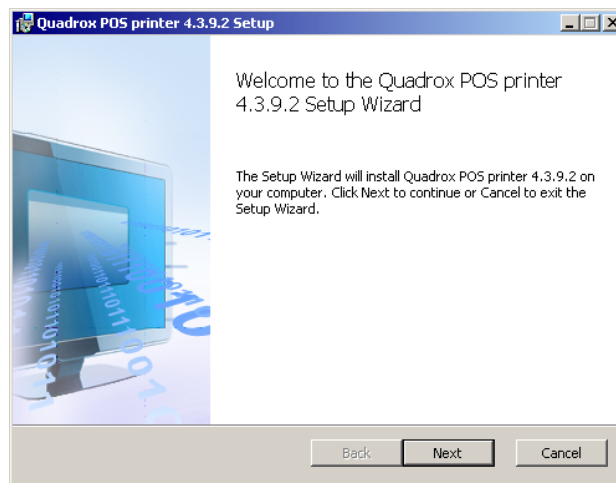 Quadrox POS printer 4.3.9.2 Setup
Welcome to the Quadrox POS printer
4.3.9.2 Setup Wizard
The Setup Wizard will install Quadrox POS printer 4.3.9.2 on
your computer. Click Next to continue or Cancel to exit the
Setup Wizard.
Back Next Cancel